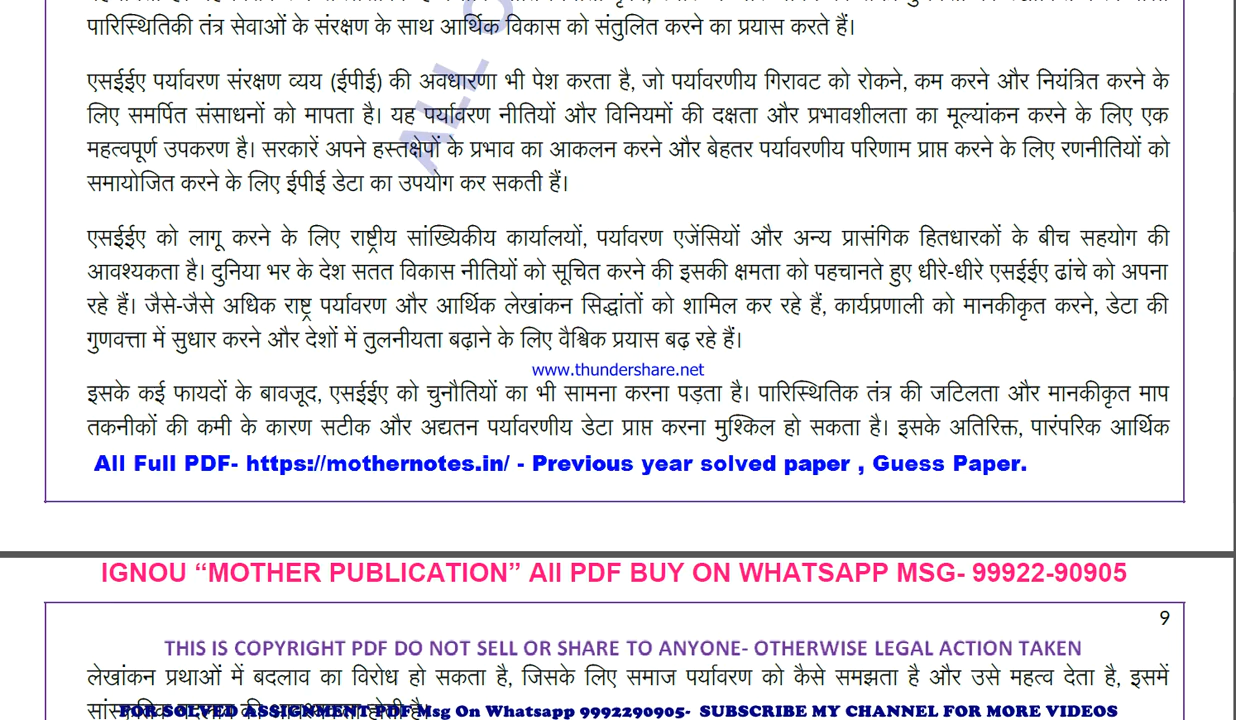 पारिस्थितिकी तंत्र सेवाओं के संरक्षण के साथ आर्थिक विकास को संतुलित करने का प्रयास करते हैं।
एसईईए पर्यावरण संरक्षण व्यय (ईपीई) की अवधारणा भी पेश करता है, जो पर्यावरणीय गिरावट को रोकने, कम करने और नियंत्रित करने के
लिए समर्पित संसाधनों को मापता है। यह पर्यावरण नीतियों और विनियमों की दक्षता और प्रभावशीलता का मूल्यांकन करने के लिए एक
महत्वपूर्ण उपकरण है। सरकारें अपने हस्तक्षेपों के प्रभाव का आकलन करने और बेहतर पर्यावरणीय परिणाम प्राप्त करने के लिए रणनीतियों को
समायोजित करने के लिए ईपीई डेटा का उपयोग कर सकती हैं।
ALL
एसईईए को लागू करने के लिए राष्ट्रीय सांख्यिकीय कार्यालयों, पर्यावरण एजेंसियों और अन्य प्रासंगिक हितधारकों के बीच सहयोग की
आवश्यकता है। दुनिया भर के देश सतत विकास नीतियों को सूचित करने की इसकी क्षमता को पहचानते हुए धीरे-धीरे एसईईए ढांचे को अपना
रहे हैं। जैसे-जैसे अधिक राष्ट्र पर्यावरण और आर्थिक लेखांकन सिद्धांतों को शामिल कर रहे हैं, कार्यप्रणाली को मानकीकृत करने, डेटा की
गुणवत्ता में सुधार करने और देशों में तुलनीयता बढ़ाने के लिए वैश्विक प्रयास बढ़ रहे हैं।
www.thundershare.net
इसके कई फायदों के बावजूद, एसईईए को चुनौतियों का भी सामना करना पड़ता है। पारिस्थितिक तंत्र की जटिलता और मानकीकृत माप
तकनीकों की कमी के कारण सटीक और अद्यतन पर्यावरणीय डेटा प्राप्त करना मुश्किल हो सकता है। इसके अतिरिक्त, पारंपरिक आर्थिक
All Full PDF- https://mothernotes.in/ - Previous year solved paper , Guess Paper.
IGNOU “MOTHER PUBLICATION” All PDF BUY ON WHATSAPP MSG- 99922-90905
9
THIS IS COPYRIGHT PDF DO NOT SELL OR SHARE TO ANYONE- OTHERWISE LEGAL ACTION TAKEN
लेखांकन प्रथाओं में बदलाव का विरोध हो सकता है, जिसके लिए समाज पर्यावरण को कैसे समझता है और उसे महत्व देता है, इसमें
FOR SOLVED ASSIGNMENT PDF Msg On Whatsapp 9992290905- SUBSCRIBE MY CHANNEL FOR MORE VIDEOS